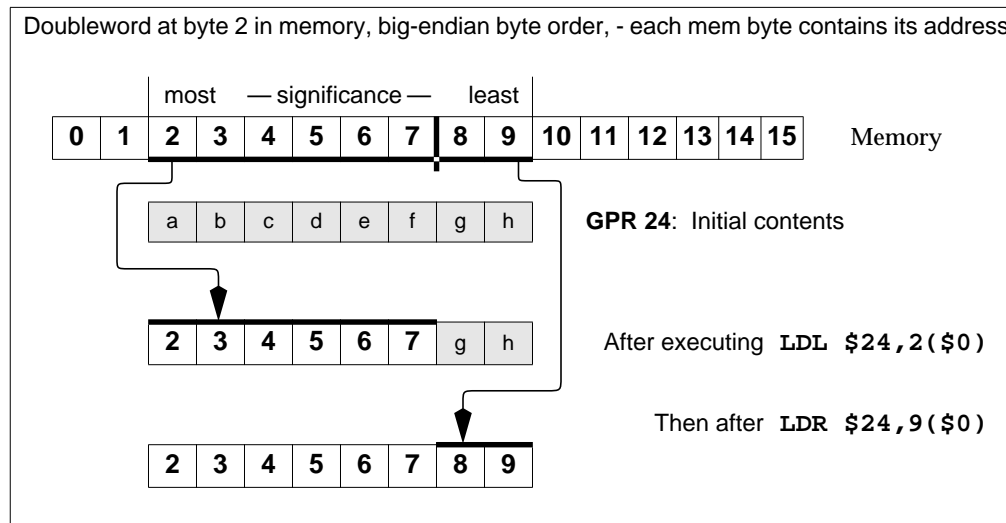 Doubleword at byte 2 in memory, big-endian byte order, - each mem byte contains its address
most — significance — least
0 1 2 3 4 5 6 7 8 9 10 11 12 13 14 15 Memory
a b c d e f g h GPR 24: Initial contents
2 3 4 5 6 7 g h After executing LDL $24,2($0)
Then after LDR $24,9($0)
2 3 4 5 6 7 8 9